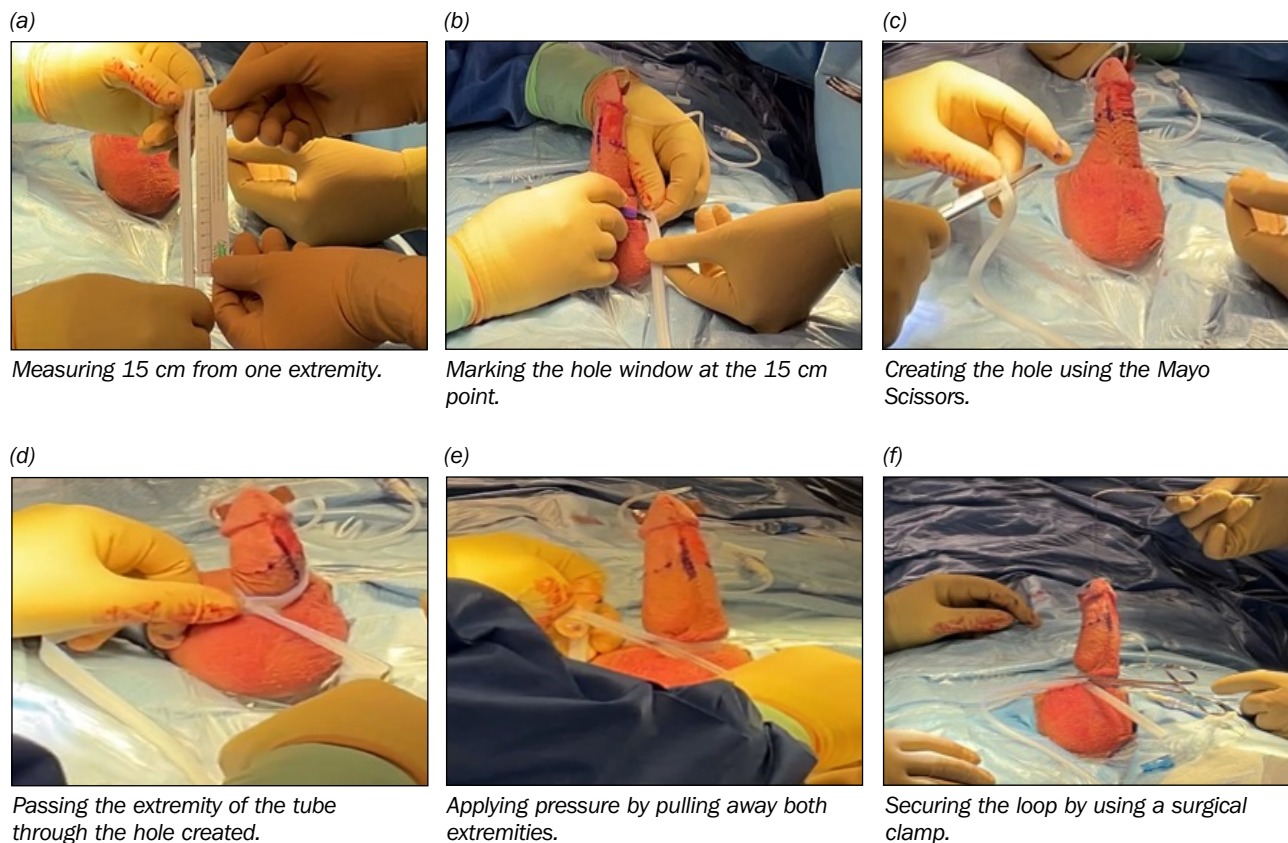 (a)
(b)
(c)
Measuring 15 cm from one extremity.
Marking the hole window at the 15 cm
point.
Creating the hole using the Mayo
Scissors.
(d)
(e)
(f)
Passing the extremity of the tube
through the hole created.
Applying pressure by pulling away both
extremities.
Securing the loop by using a surgical
clamp.